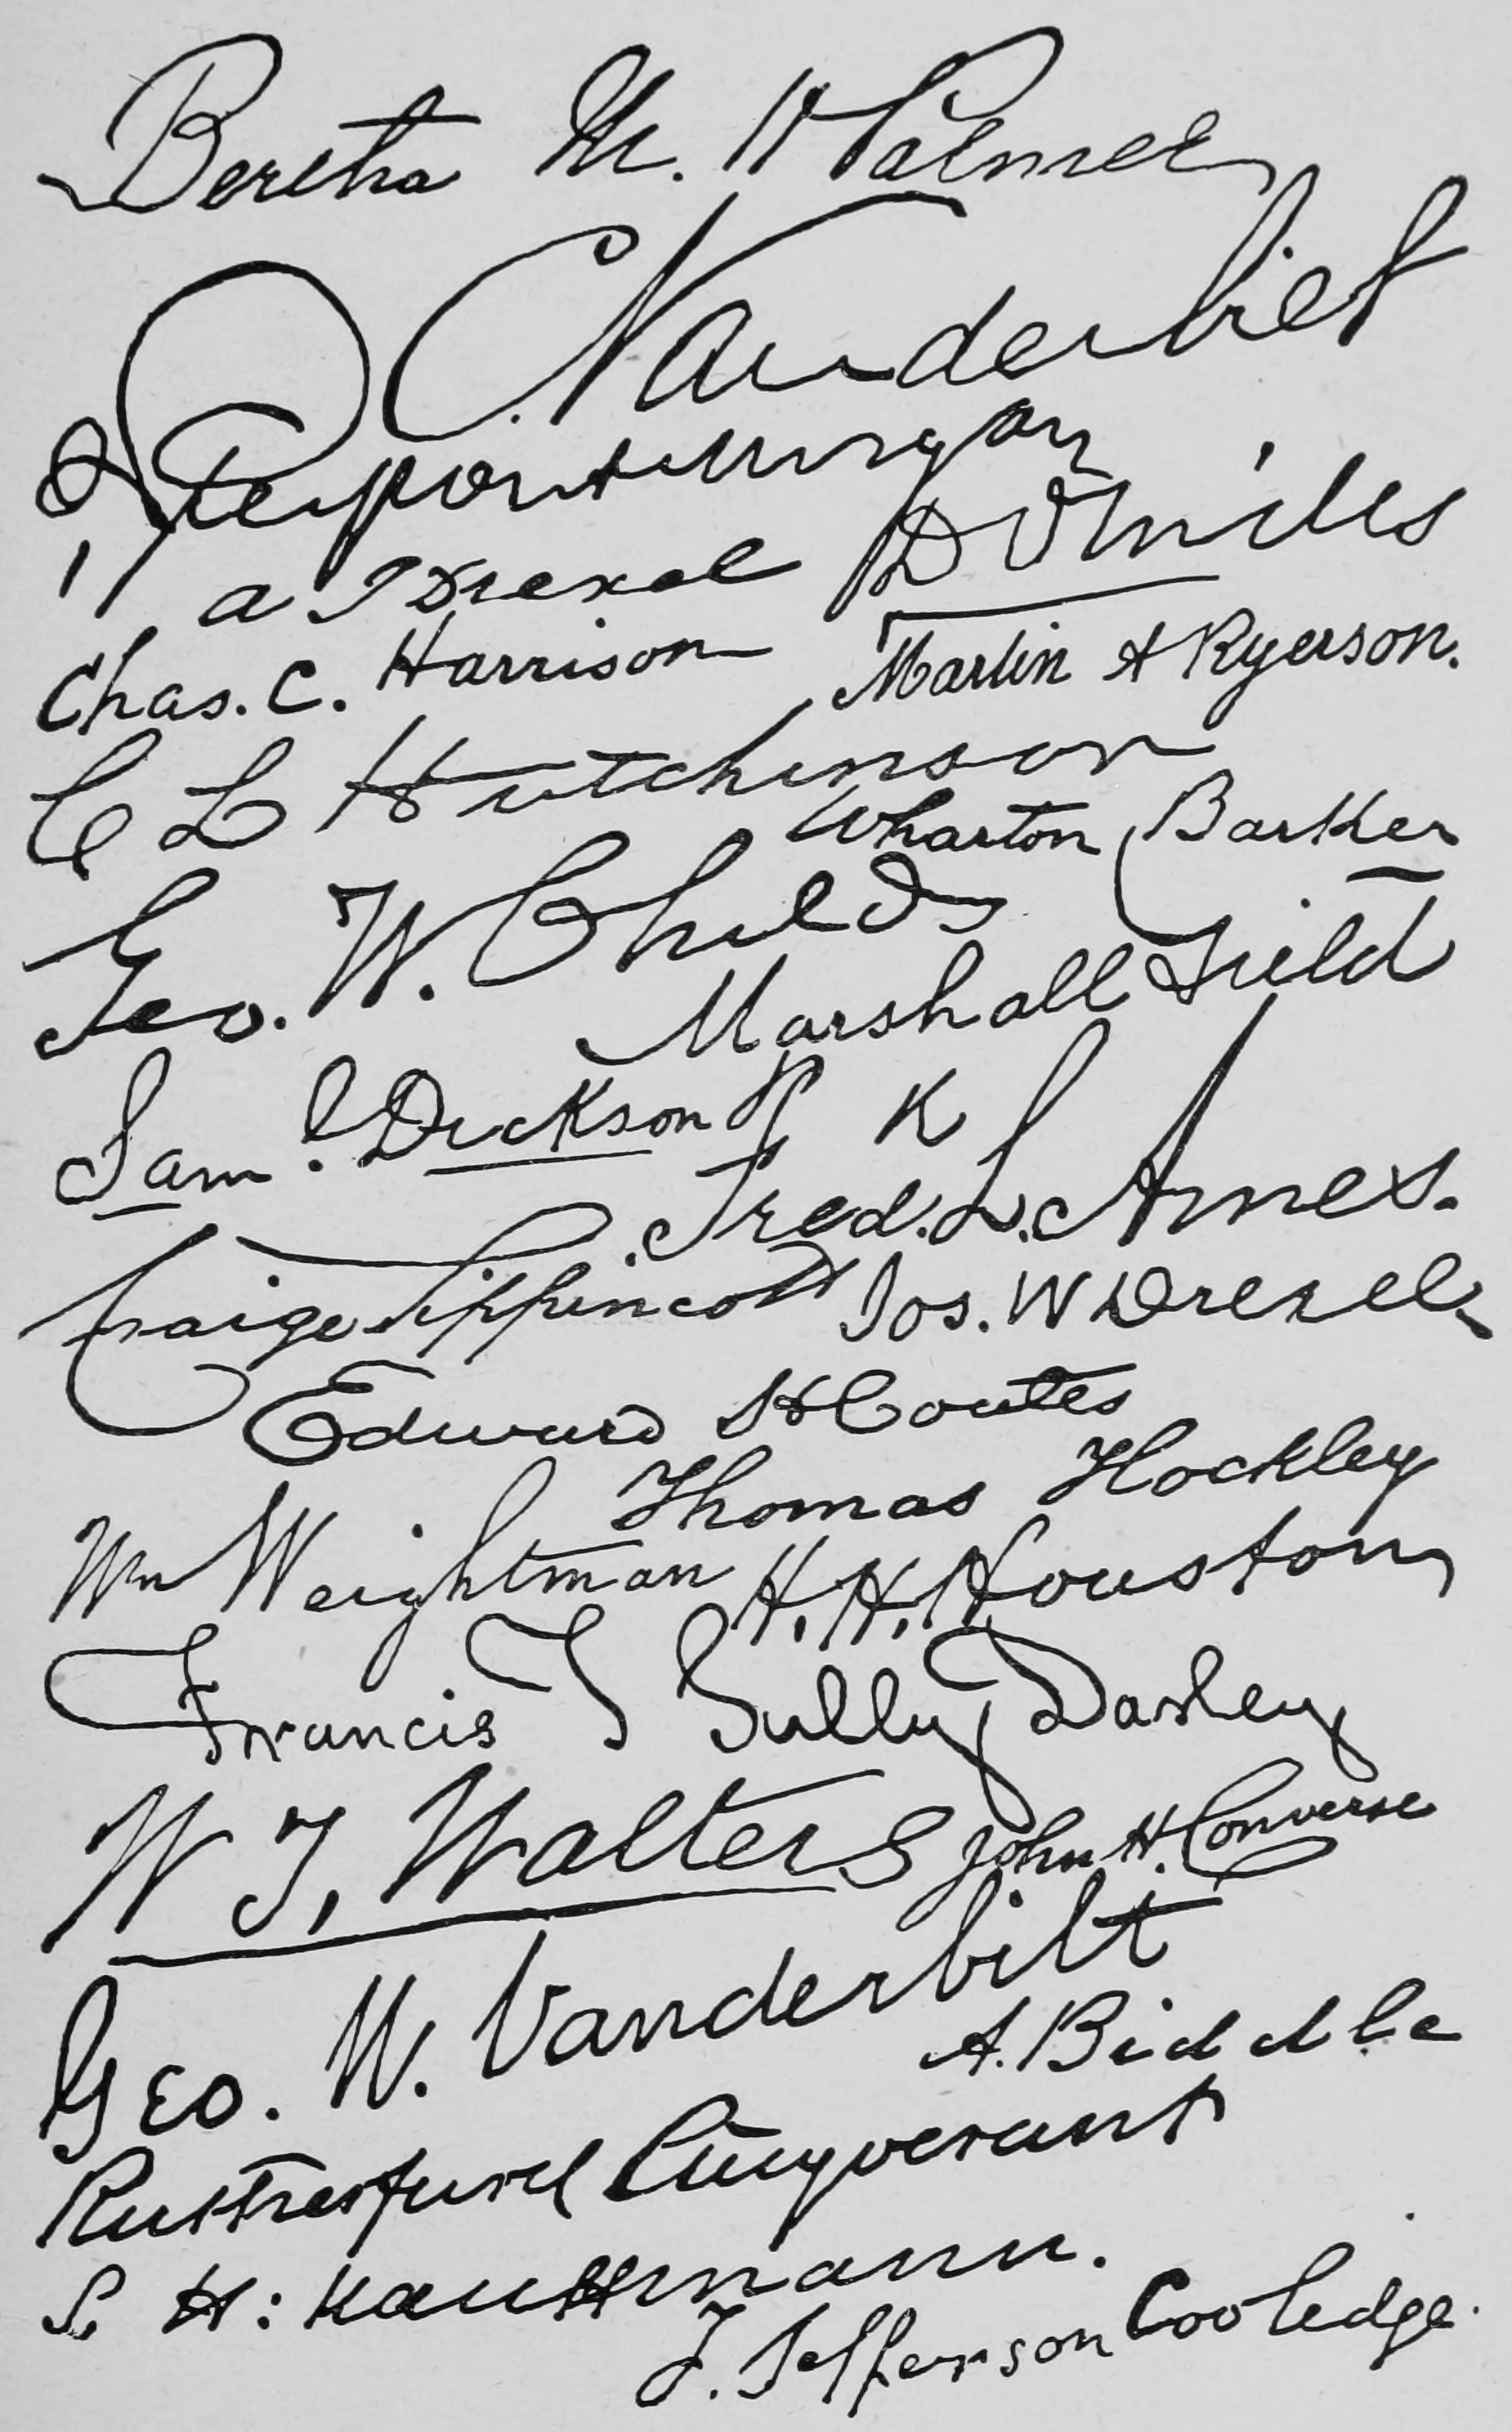 Bertha M. H Palmer
C Vanderbilt
J. Pierpont Morgan
D O Mills
A J Drexel
Chas. C. Harrison
Martin A Ryerson.
C L Hutchinson
Wharton Barker
Geo. W. Childs
Marshall Field
Saml. Dickson
Fred. L. Ames.
Craige Lippincott
Jos. W Drexel
Edward H Coates
Thomas Hockley
Wm Weightman
H. H. Houston
Francis T Sully Darley
W T. Walters
John H. Converse
Geo. W. Vanderbilt
A. Biddle
Rutherfurd Stuyvesant
S. H. Kauffmann.
T. Jefferson Coolidge.